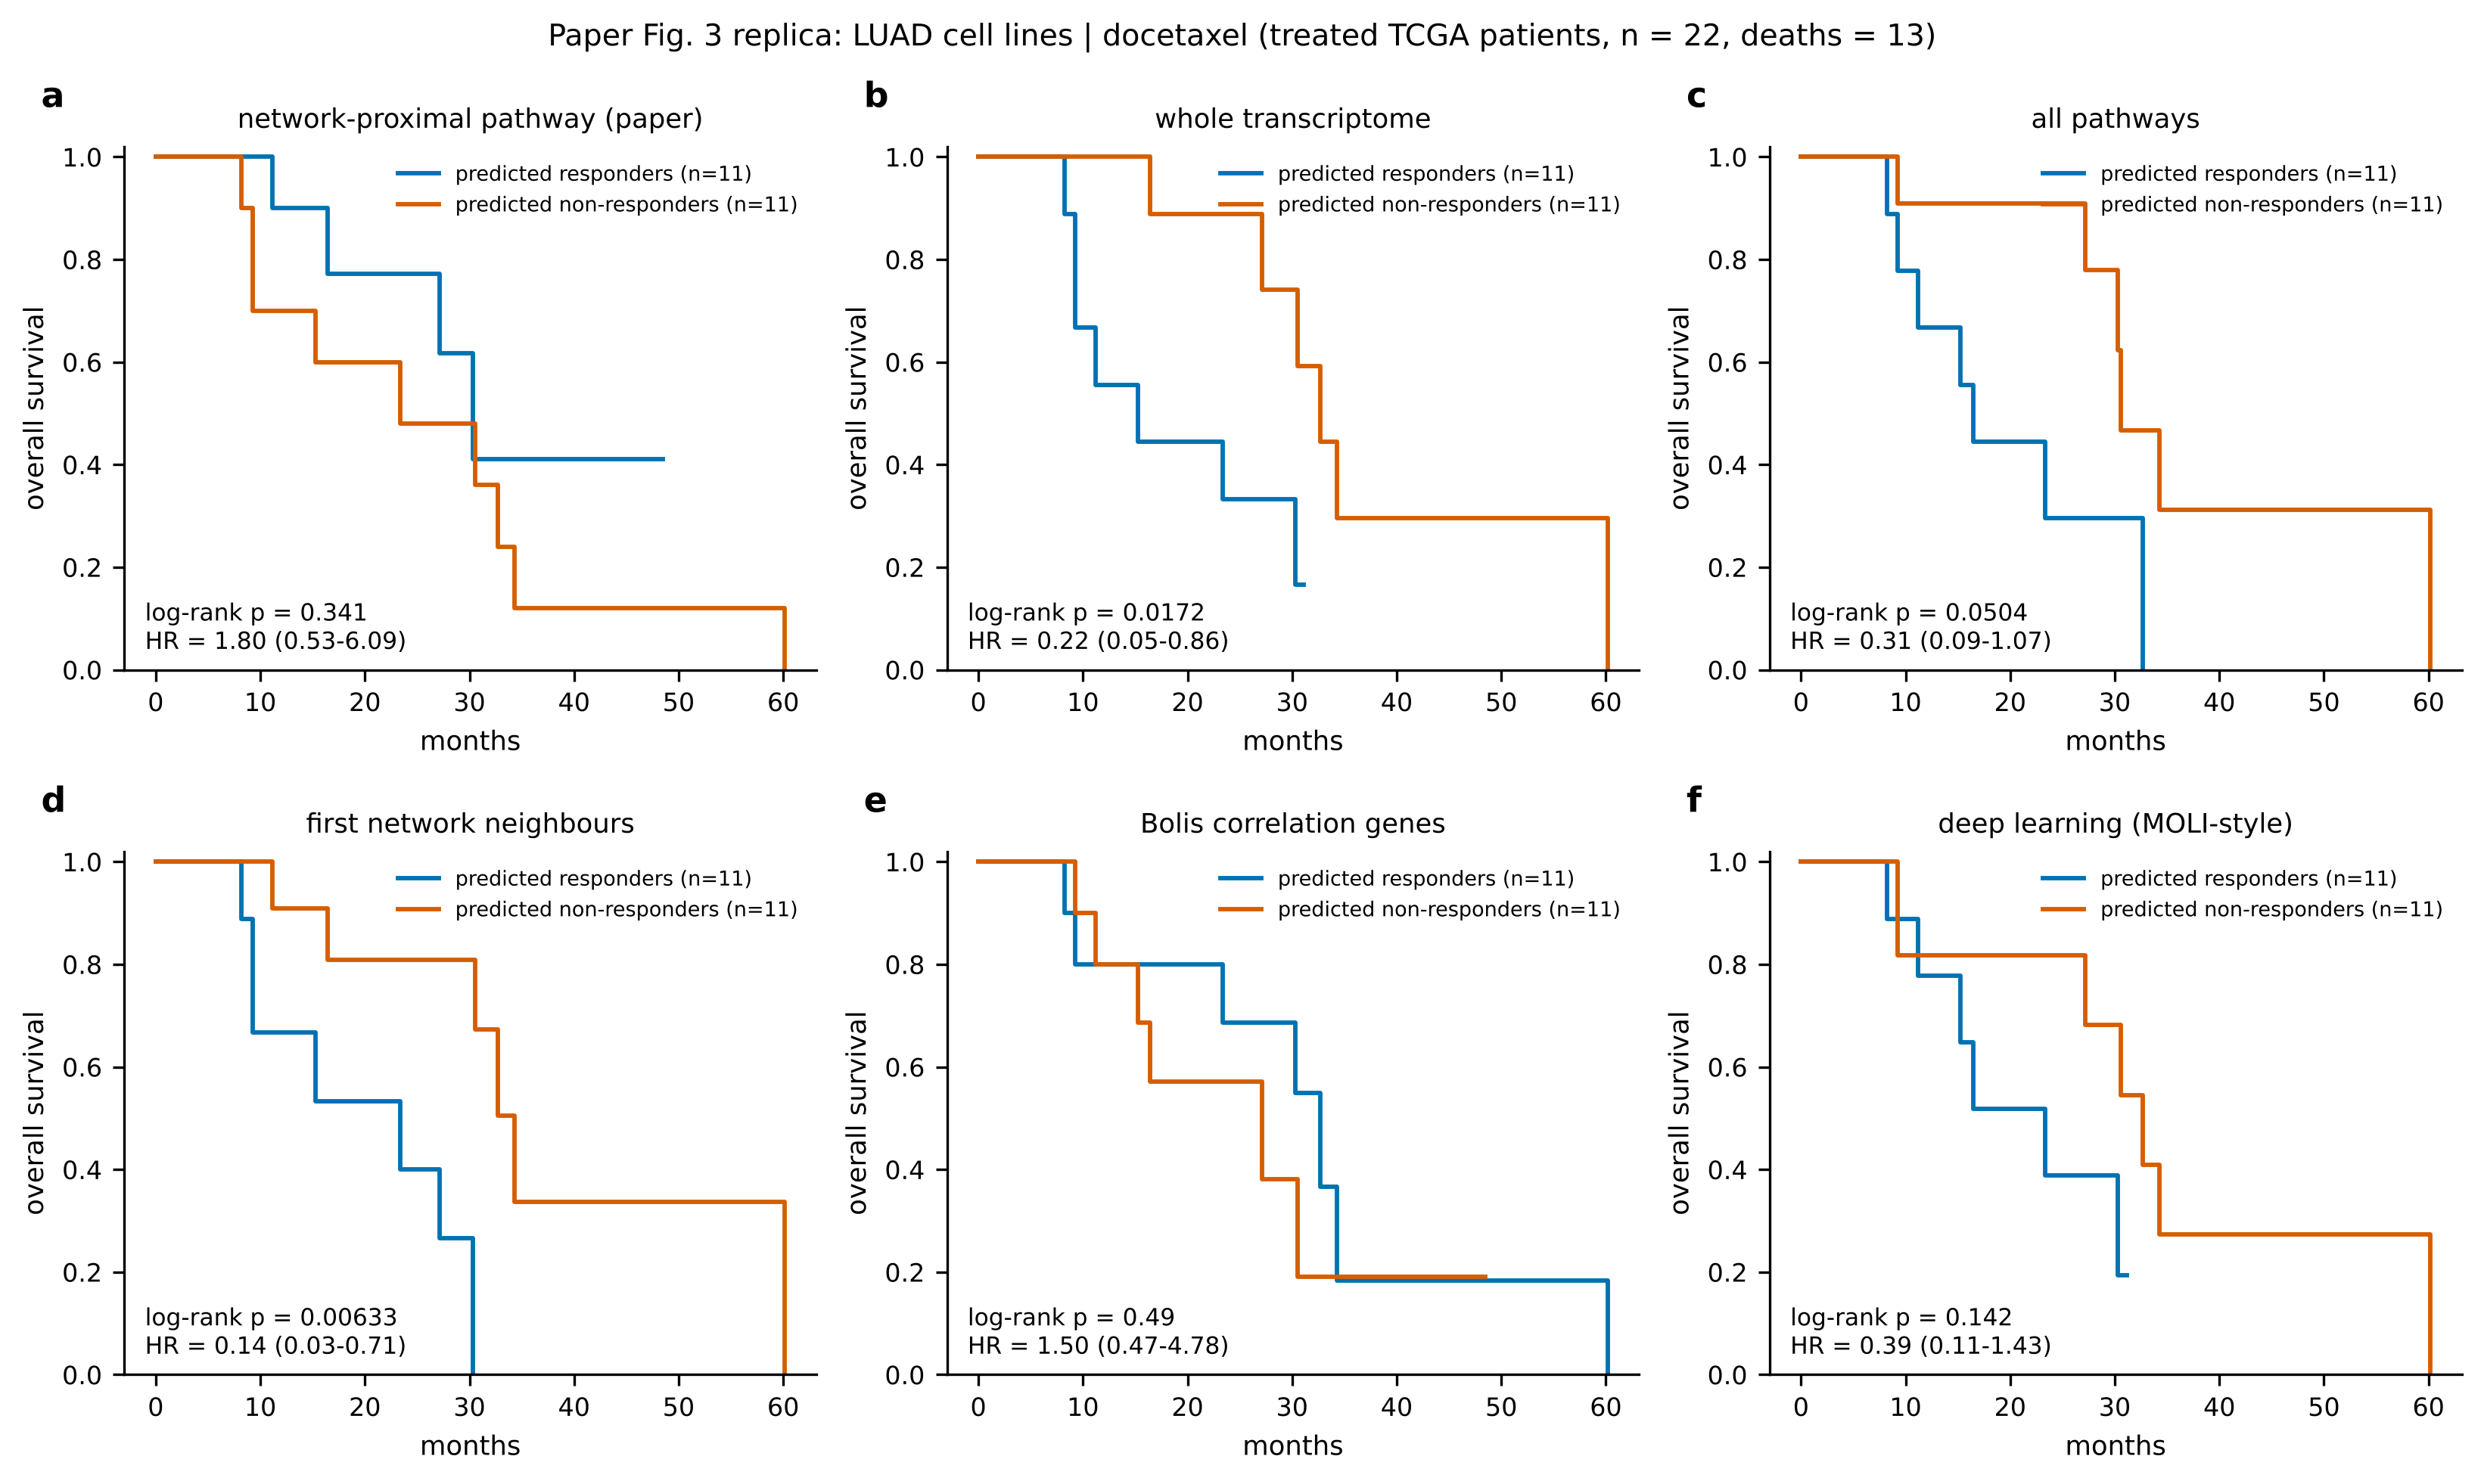 Paper Fig. 3 replica: LUAD cell lines | docetaxel (treated TCGA patients, n = 22, deaths = 13)
a
network-proximal pathway (paper)
predicted responders (n=11)
predicted non-responders (n=11)
1.0
0.8
0.6
0.4
0.2
0.0
overall survival
log-rank p = 0.341
HR = 1.80 (0.53-6.09)
0 10 20 30 40 50 60
months
b
whole transcriptome
predicted responders (n=11)
predicted non-responders (n=11)
1.0
0.8
0.6
0.4
0.2
0.0
overall survival
log-rank p = 0.0172
HR = 0.22 (0.05-0.86)
0 10 20 30 40 50 60
months
c
all pathways
predicted responders (n=11)
predicted non-responders (n=11)
1.0
0.8
0.6
0.4
0.2
0.0
overall survival
log-rank p = 0.0504
HR = 0.31 (0.09-1.07)
0 10 20 30 40 50 60
months
d
first network neighbours
predicted responders (n=11)
predicted non-responders (n=11)
1.0
0.8
0.6
0.4
0.2
0.0
overall survival
log-rank p = 0.00633
HR = 0.14 (0.03-0.71)
0 10 20 30 40 50 60
months
e
Bolis correlation genes
predicted responders (n=11)
predicted non-responders (n=11)
1.0
0.8
0.6
0.4
0.2
0.0
overall survival
log-rank p = 0.49
HR = 1.50 (0.47-4.78)
0 10 20 30 40 50 60
months
f
deep learning (MOLI-style)
predicted responders (n=11)
predicted non-responders (n=11)
1.0
0.8
0.6
0.4
0.2
0.0
overall survival
log-rank p = 0.142
HR = 0.39 (0.11-1.43)
0 10 20 30 40 50 60
months